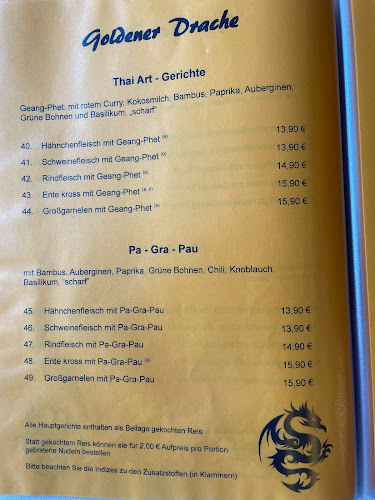 Goldener Drache
Thai Art - Gerichte
Geang-Phet: mit rotem Curry, Kokosmilch, Bambus, Paprika, Auberginen,
Grüne Bohnen und Basilikum, „scharf"
40. Hähnchenfleisch mit Geang-Phet 13,90 €
41. Schweinefleisch mit Geang-Phet 13,90 €
42. Rindfleisch mit Geang-Phet 14,90 €
43. Ente kross mit Geang-Phet 15,90 €
44. Großgarnelen mit Geang-Phet 15,90 €
Pa - Gra - Pau
mit Bambus, Auberginen, Paprika, Grüne Bohnen, Chili, Knoblauch,
Basilikum, "scharf"
45. Hähnchenfleisch mit Pa-Gra-Pau 13,90 €
46. Schweinefleisch mit Pa-Gra-Pau 13,90 €
47. Rindfleisch mit Pa-Gra-Pau 14,90 €
48. Ente kross mit Pa-Gra-Pau 15,90 €
49. Großgarnelen mit Pa-Gra-Pau 15,90 €
Alle Hauptgerichte enthalten als Beilage gekochten Reis
Statt gekochtem Reis können sie für 2,00 € Aufpreis pro Portion
gebratene Nudeln bestellen
Bitte beachten Sie die Indizes zu den Zusatzstoffen (in Klammern)